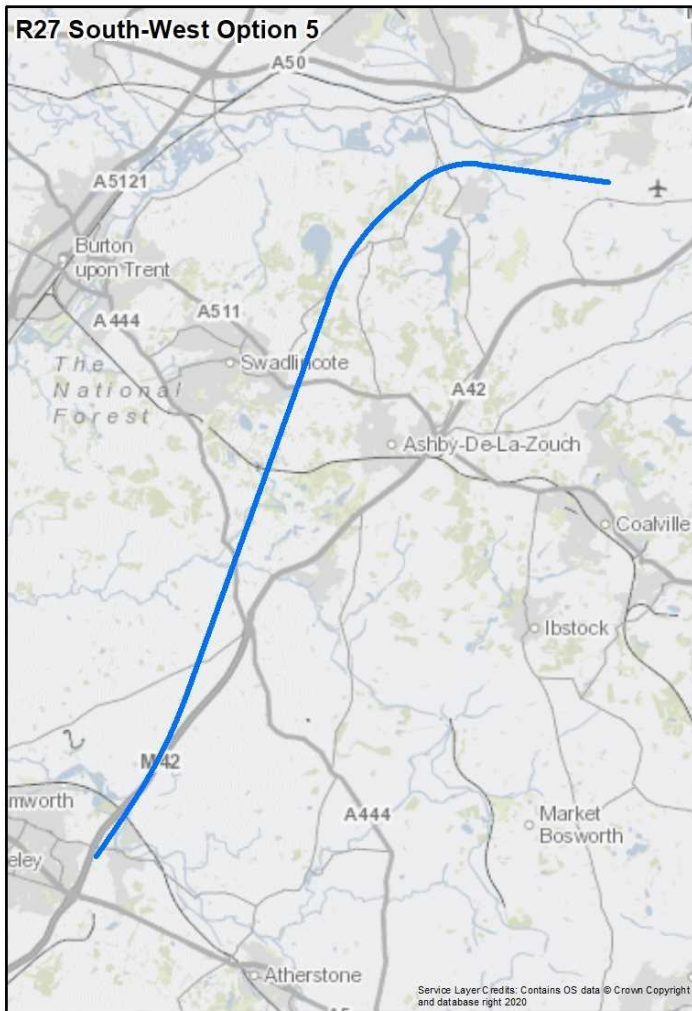 R27 South-West Option 5
A50
A5121
Burton
upon Trent
A511
A444
The
National
Forest
Swadlincote
A42
Ashby-De-La-Zouch
Coalville
Ibstock
M42
mworth
A444
Market
Bosworth
eley
Atherstone
A5
Service Layer Credits: Contains OS data © Crown Copyright
and database right 2020